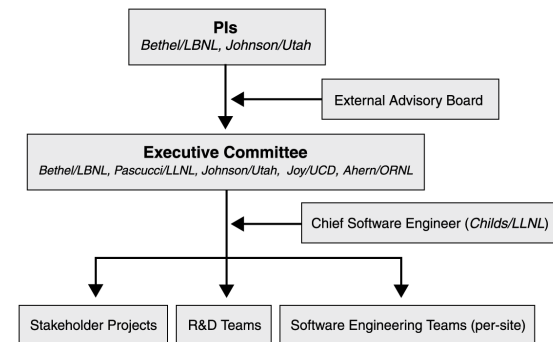 PIs
Bethel/LBNL, Johnson/Utah
External Advisory Board
Executive Committee
Bethel/LBNL, Pascucci/LLNL, Johnson/Utah, Joy/UCD, Ahern/ORNL
Chief Software Engineer (Childs/LLNL)
Stakeholder Projects
R&D Teams
Software Engineering Teams (per-site)